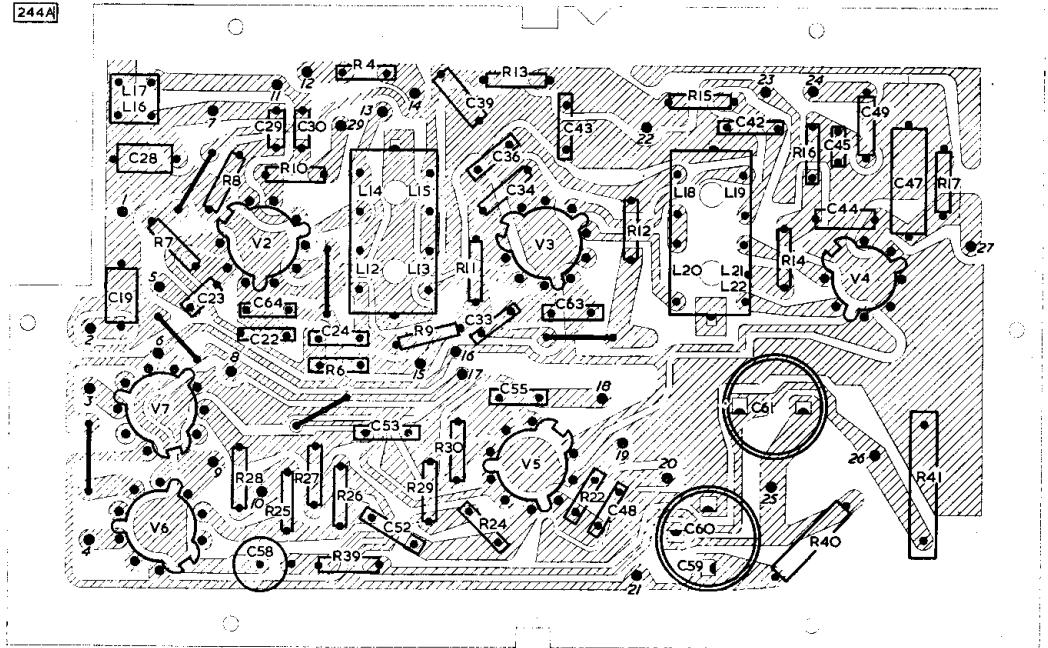 244A
L17
L16
7
11
12
R4
13
14
C39
R13
C43
22
R15
23
24
C42
R16
C45
C49
C47
R17
C28
C29
C30
29
R8
R10
C36
C34
L14
L15
L18
L19
1
R7
V2
V3
R12
C44
R14
V4
27
5
C19
C23
C64
L12
L13
R11
C63
L20
L21
L22
2
6
8
C22
C24
R6
R9
C33
15
16
17
3
V7
C55
18
C61
C53
9
R28
10
R25
R27
R26
R29
R30
V5
19
20
R22
C48
25
26
R41
4
V6
C52
R24
C60
R40
C58
R39
C59
21